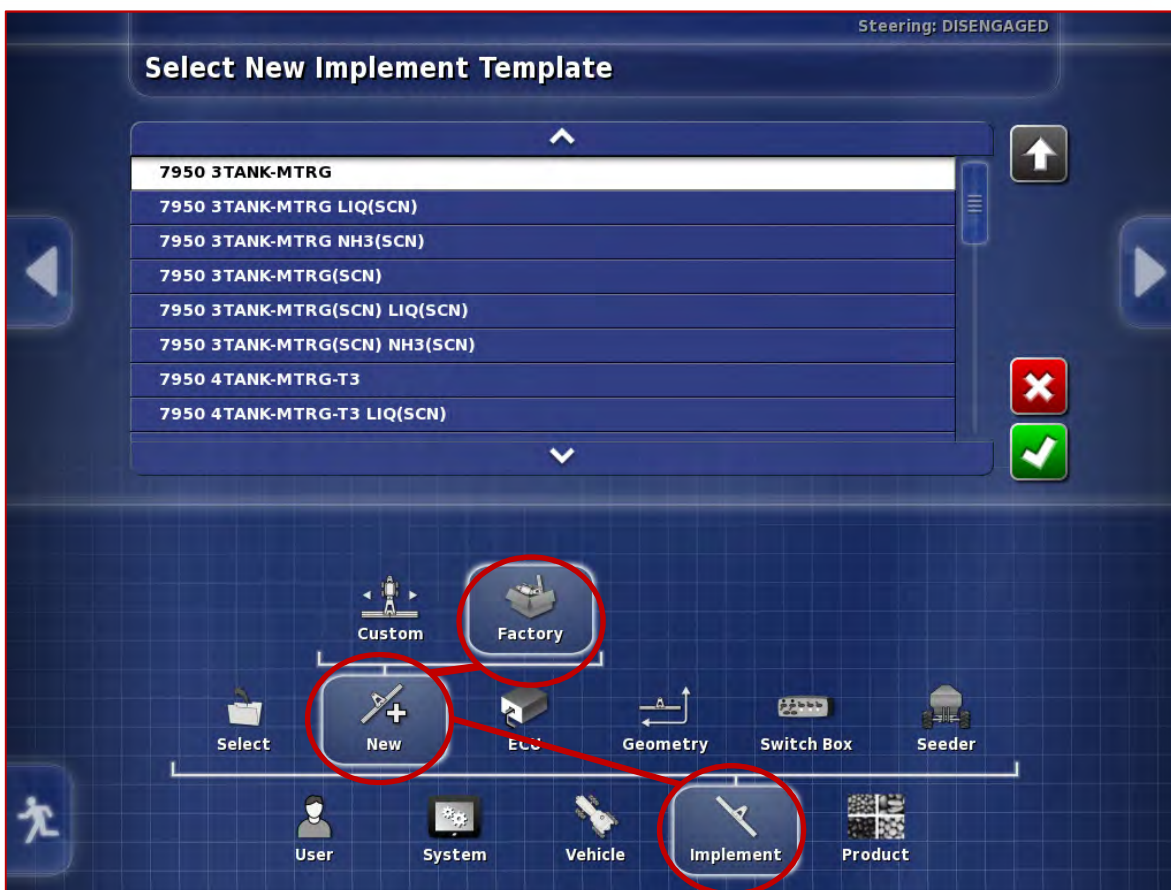 Steering: DISENGAGED
Select New Implement Template
7950 3TANK-MTRG
7950 3TANK-MTRG LIQ(SCN)
7950 3TANK-MTRG NH3(SCN)
7950 3TANK-MTRG(SCN)
7950 3TANK-MTRG(SCN) LIQ(SCN)
7950 3TANK-MTRG(SCN) NH3(SCN)
7950 4TANK-MTRG-T3
7950 4TANK-MTRG-T3 LIQ(SCN)
Custom Factory
Select New ECU Geometry Switch Box Seeder
User System Vehicle Implement Product